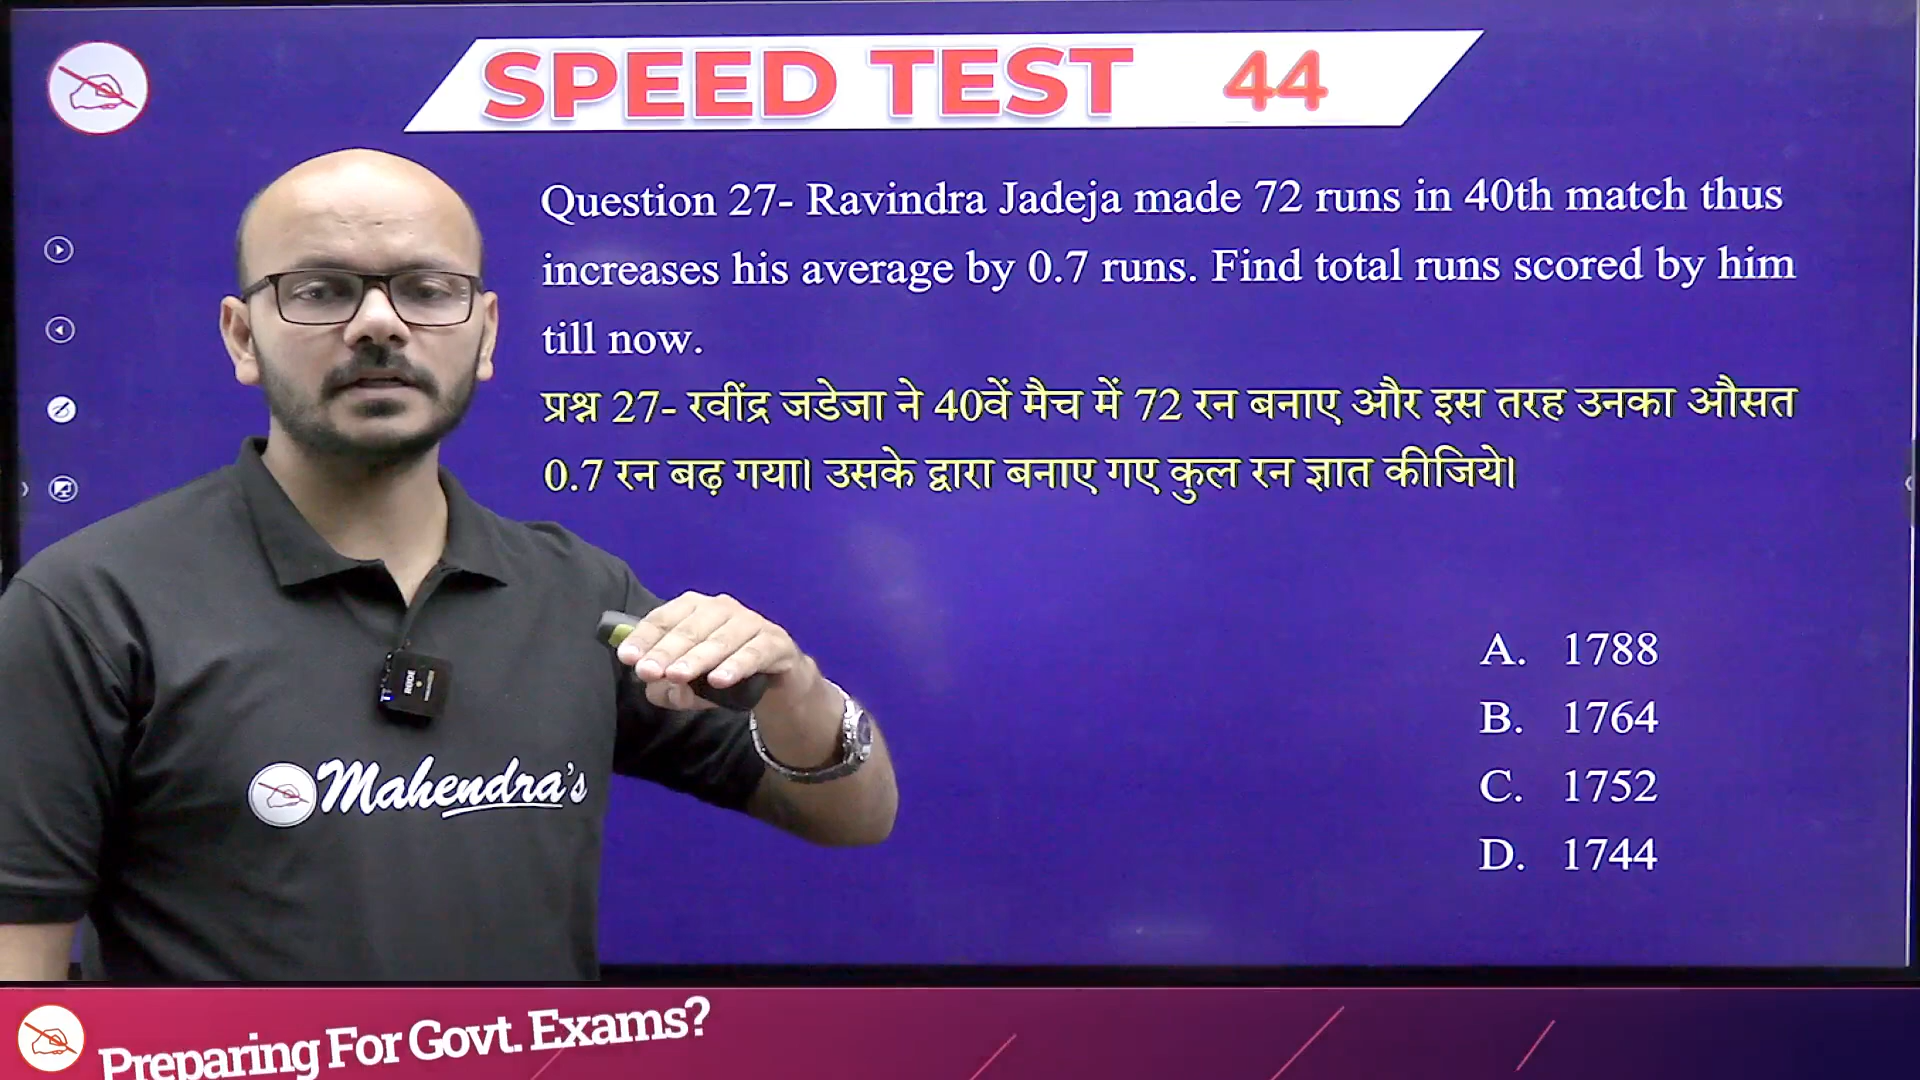 SPEED TEST 44
Question 27- Ravindra Jadeja made 72 runs in 40th match thus
increases his average by 0.7 runs. Find total runs scored by him
till now.
प्रश्न 27- रवींद्र जडेजा ने 40वें मैच में 72 रन बनाए और इस तरह उनका औसत
0.7 रन बढ़ गया। उसके द्वारा बनाए गए कुल रन ज्ञात कीजिये।
A. 1788
B. 1764
C. 1752
D. 1744
RODE
Mahendra's
Preparing For Govt. Exams?